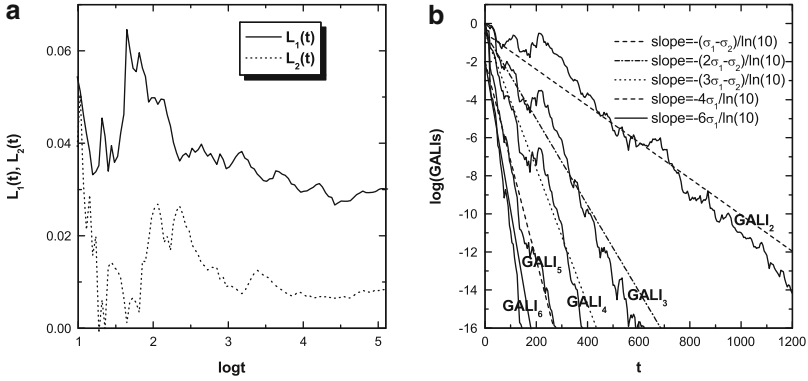 a
L₁(t), L₂(t)
0.06
0.04
0.02
0.00
L₁(t)
L₂(t)
1 2 3 4 5
logt
b
log(GALIs)
0
-2
-4
-6
-8
-10
-12
-14
-16
slope=-(σ₁-σ₂)/ln(10)
slope=-(2σ₁-σ₂)/ln(10)
slope=-(3σ₁-σ₂)/ln(10)
slope=-4σ₁/ln(10)
slope=-6σ₁/ln(10)
GALI₂
GALI₅
GALI₃
GALI₄
GALI₆
0 200 400 600 800 1000 1200
t